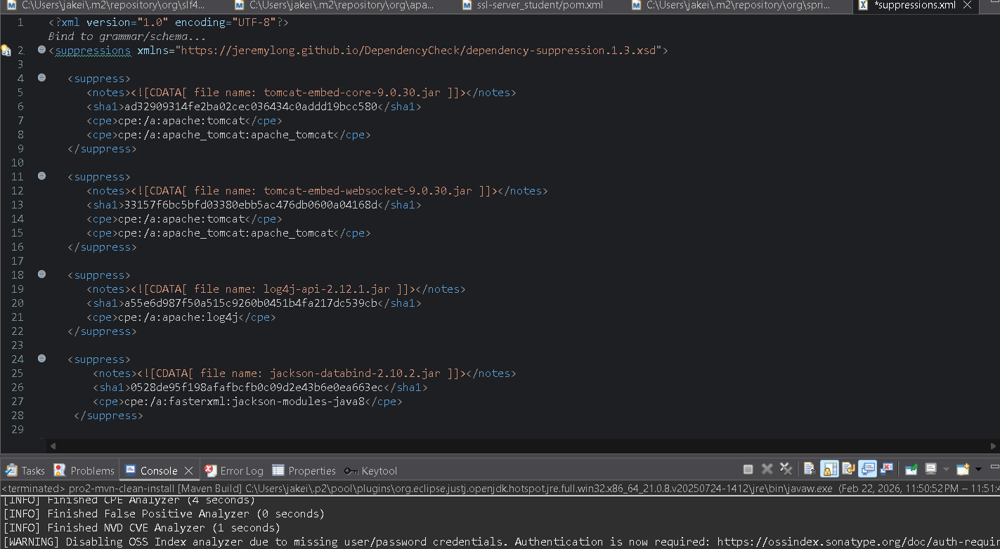 C:\Users\jakei\.m2\repository\org\slf4... C:\Users\jakei\.m2\repository\org\apa... ssl-server_student/pom.xml C:\Users\jakei\.m2\repository\org\spri... *suppressions.xml
1 <?xml version="1.0" encoding="UTF-8"?>
Bind to grammar/schema...
2 <suppressions xmlns="https://jeremylong.github.io/DependencyCheck/dependency-suppression.1.3.xsd">
3
4 <suppress>
5 <notes><![CDATA[ file name: tomcat-embed-core-9.0.30.jar ]]></notes>
6 <sha1>ad32909314fe2ba02cec036434c0addd19bcc580</sha1>
7 <cpe>cpe:/a:apache:tomcat</cpe>
8 <cpe>cpe:/a:apache_tomcat:apache_tomcat</cpe>
9 </suppress>
10
11 <suppress>
12 <notes><![CDATA[ file name: tomcat-embed-websocket-9.0.30.jar ]]></notes>
13 <sha1>33157f6bc5bfd03380ebb5ac476db0600a04168d</sha1>
14 <cpe>cpe:/a:apache:tomcat</cpe>
15 <cpe>cpe:/a:apache_tomcat:apache_tomcat</cpe>
16 </suppress>
17
18 <suppress>
19 <notes><![CDATA[ file name: log4j-api-2.12.1.jar ]]></notes>
20 <sha1>a55e6d987f50a515c9260b0451b4fa217dc539cb</sha1>
21 <cpe>cpe:/a:apache:log4j</cpe>
22 </suppress>
23
24 <suppress>
25 <notes><![CDATA[ file name: jackson-databind-2.10.2.jar ]]></notes>
26 <sha1>0528de95f198afafbcfb0c09d2e43b6e0ea663ec</sha1>
27 <cpe>cpe:/a:fasterxml:jackson-modules-java8</cpe>
28 </suppress>
29
Tasks Problems Console Error Log Properties Keytool
<terminated> pro2-mvn-clean-install [Maven Build] C:\Users\jakei\.p2\pool\plugins\org.eclipse.justj.openjdk.hotspot.jre.full.win32.x86_64_21.0.8.v20250724-1412\jre\bin\javaw.exe (Feb 22, 2026, 11:50:52 PM – 11:51:4
[INFO] Finished CPE Analyzer (4 seconds)
[INFO] Finished False Positive Analyzer (0 seconds)
[INFO] Finished NVD CVE Analyzer (1 seconds)
[WARNING] Disabling OSS Index analyzer due to missing user/password credentials. Authentication is now required: https://ossindex.sonatype.org/doc/auth-requir